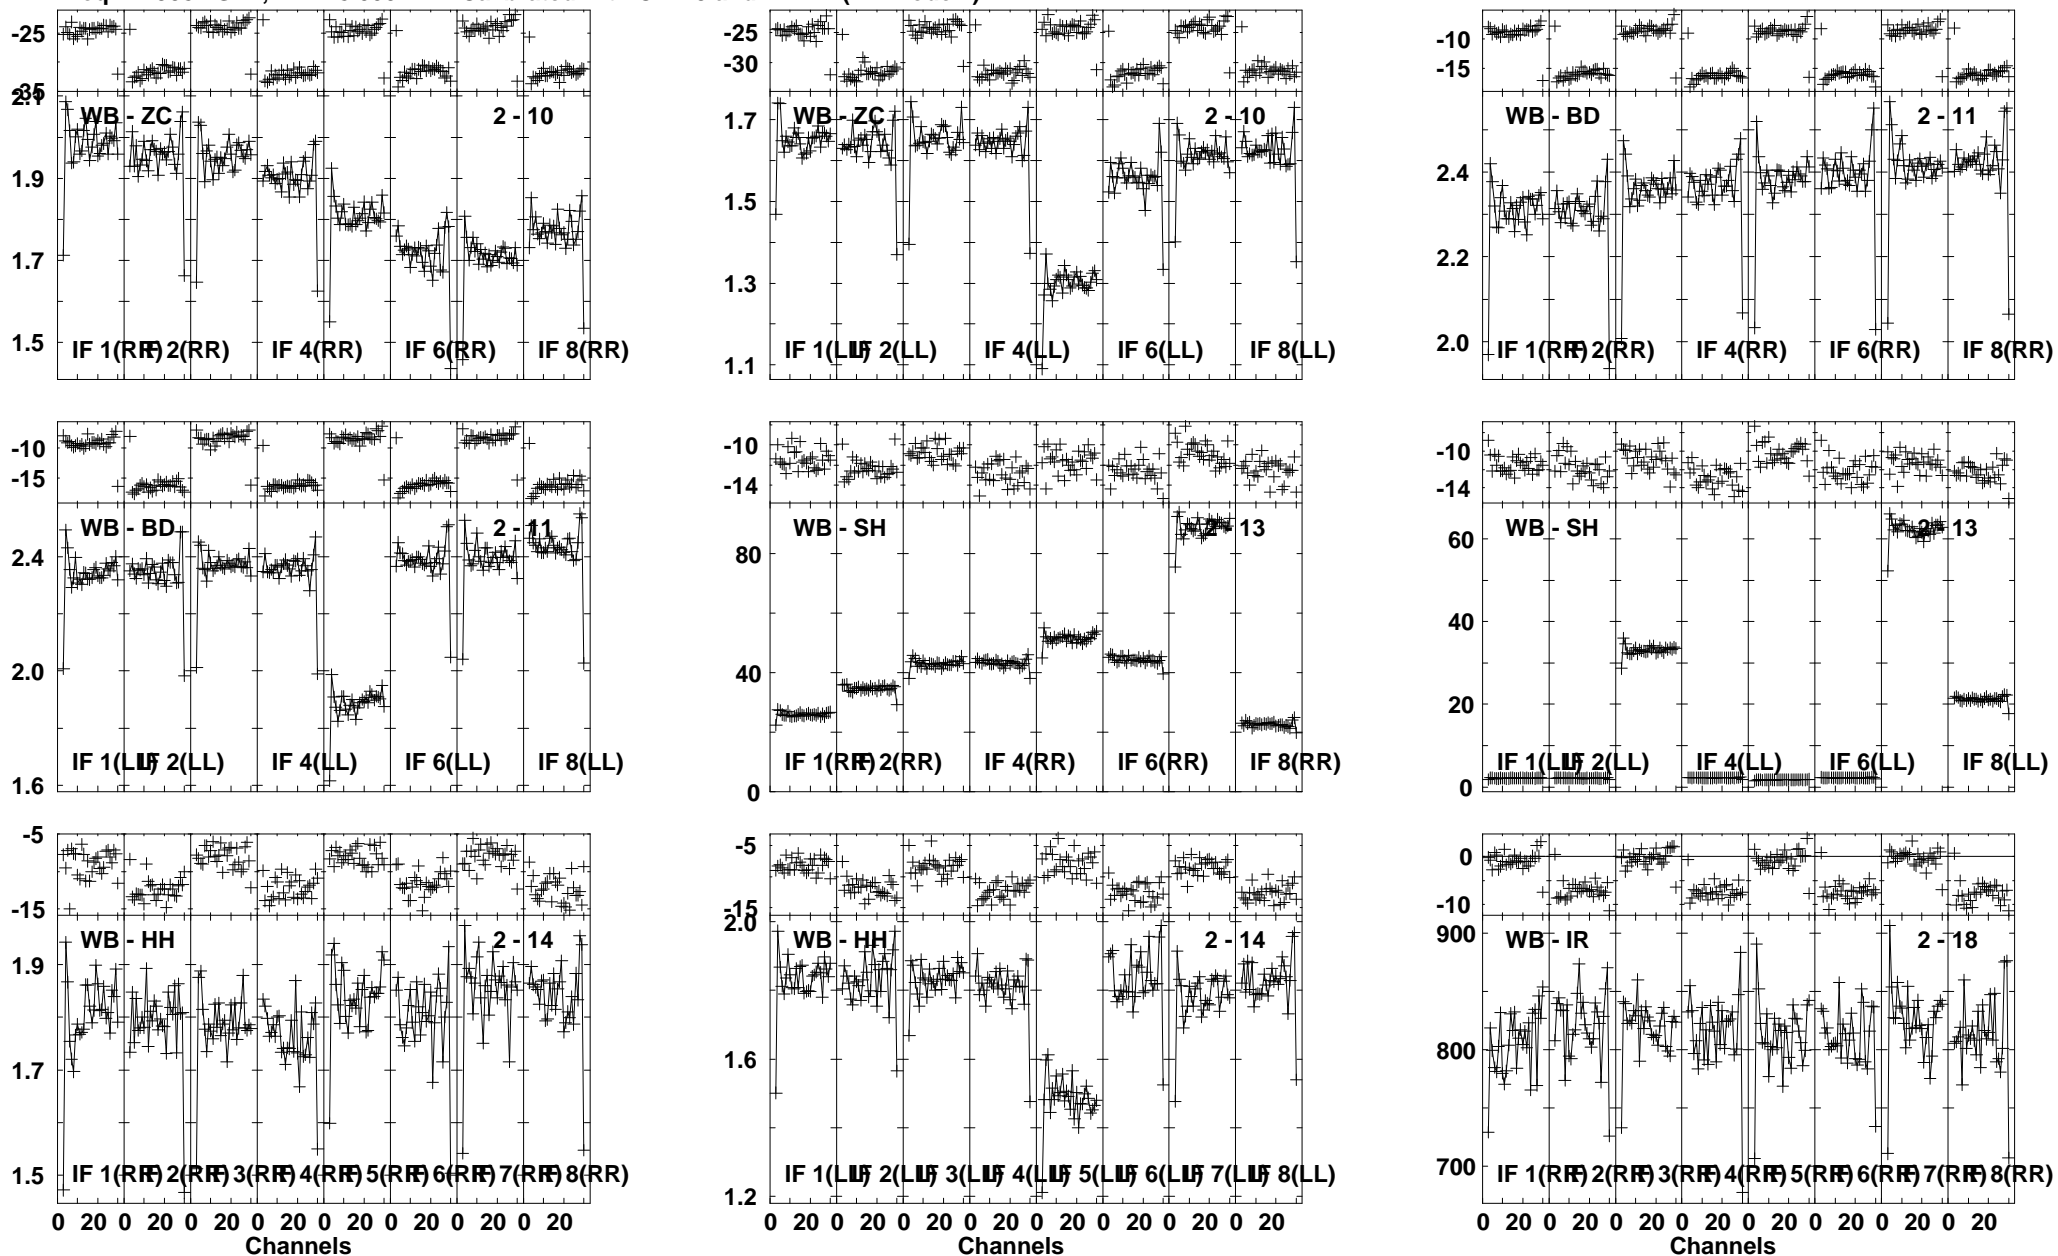 -25
-35
2.1
WB - ZC 2 - 10
1.9
1.7
1.5
IF 1(RR) IF 2(RR) IF 4(RR) IF 6(RR) IF 8(RR)
-25
-30
WB - ZC 2 - 10
1.7
1.5
1.3
1.1
IF 1(LL) IF 2(LL) IF 4(LL) IF 6(LL) IF 8(LL)
-10
-15
WB - BD 2 - 11
2.4
2.2
2.0
IF 1(RR) IF 2(RR) IF 4(RR) IF 6(RR) IF 8(RR)
-10
-15
WB - BD 2 - 11
2.4
2.0
1.6
IF 1(LL) IF 2(LL) IF 4(LL) IF 6(LL) IF 8(LL)
-10
-14
WB - SH 2 - 13
80
40
0
IF 1(RR) IF 2(RR) IF 4(RR) IF 6(RR) IF 8(RR)
-10
-14
WB - SH 2 - 13
60
40
20
0
IF 1(LL) IF 2(LL) IF 4(LL) IF 6(LL) IF 8(LL)
-5
-15
WB - HH 2 - 14
1.9
1.7
1.5
IF 1(RR) IF 2(RR) IF 3(RR) IF 4(RR) IF 5(RR) IF 6(RR) IF 7(RR) IF 8(RR)
0 20 0 20 0 20 0 20 0 20 0 20 0 20 0 20
Channels
-5
-15
2.0
WB - HH 2 - 14
1.6
1.2
IF 1(LL) IF 2(LL) IF 3(LL) IF 4(LL) IF 5(LL) IF 6(LL) IF 7(LL) IF 8(LL)
0 20 0 20 0 20 0 20 0 20 0 20 0 20 0 20
Channels
0
-10
900
WB - IR 2 - 18
800
700
IF 1(RR) IF 2(RR) IF 3(RR) IF 4(RR) IF 5(RR) IF 6(RR) IF 7(RR) IF 8(RR)
0 20 0 20 0 20 0 20 0 20 0 20 0 20 0 20
Channels